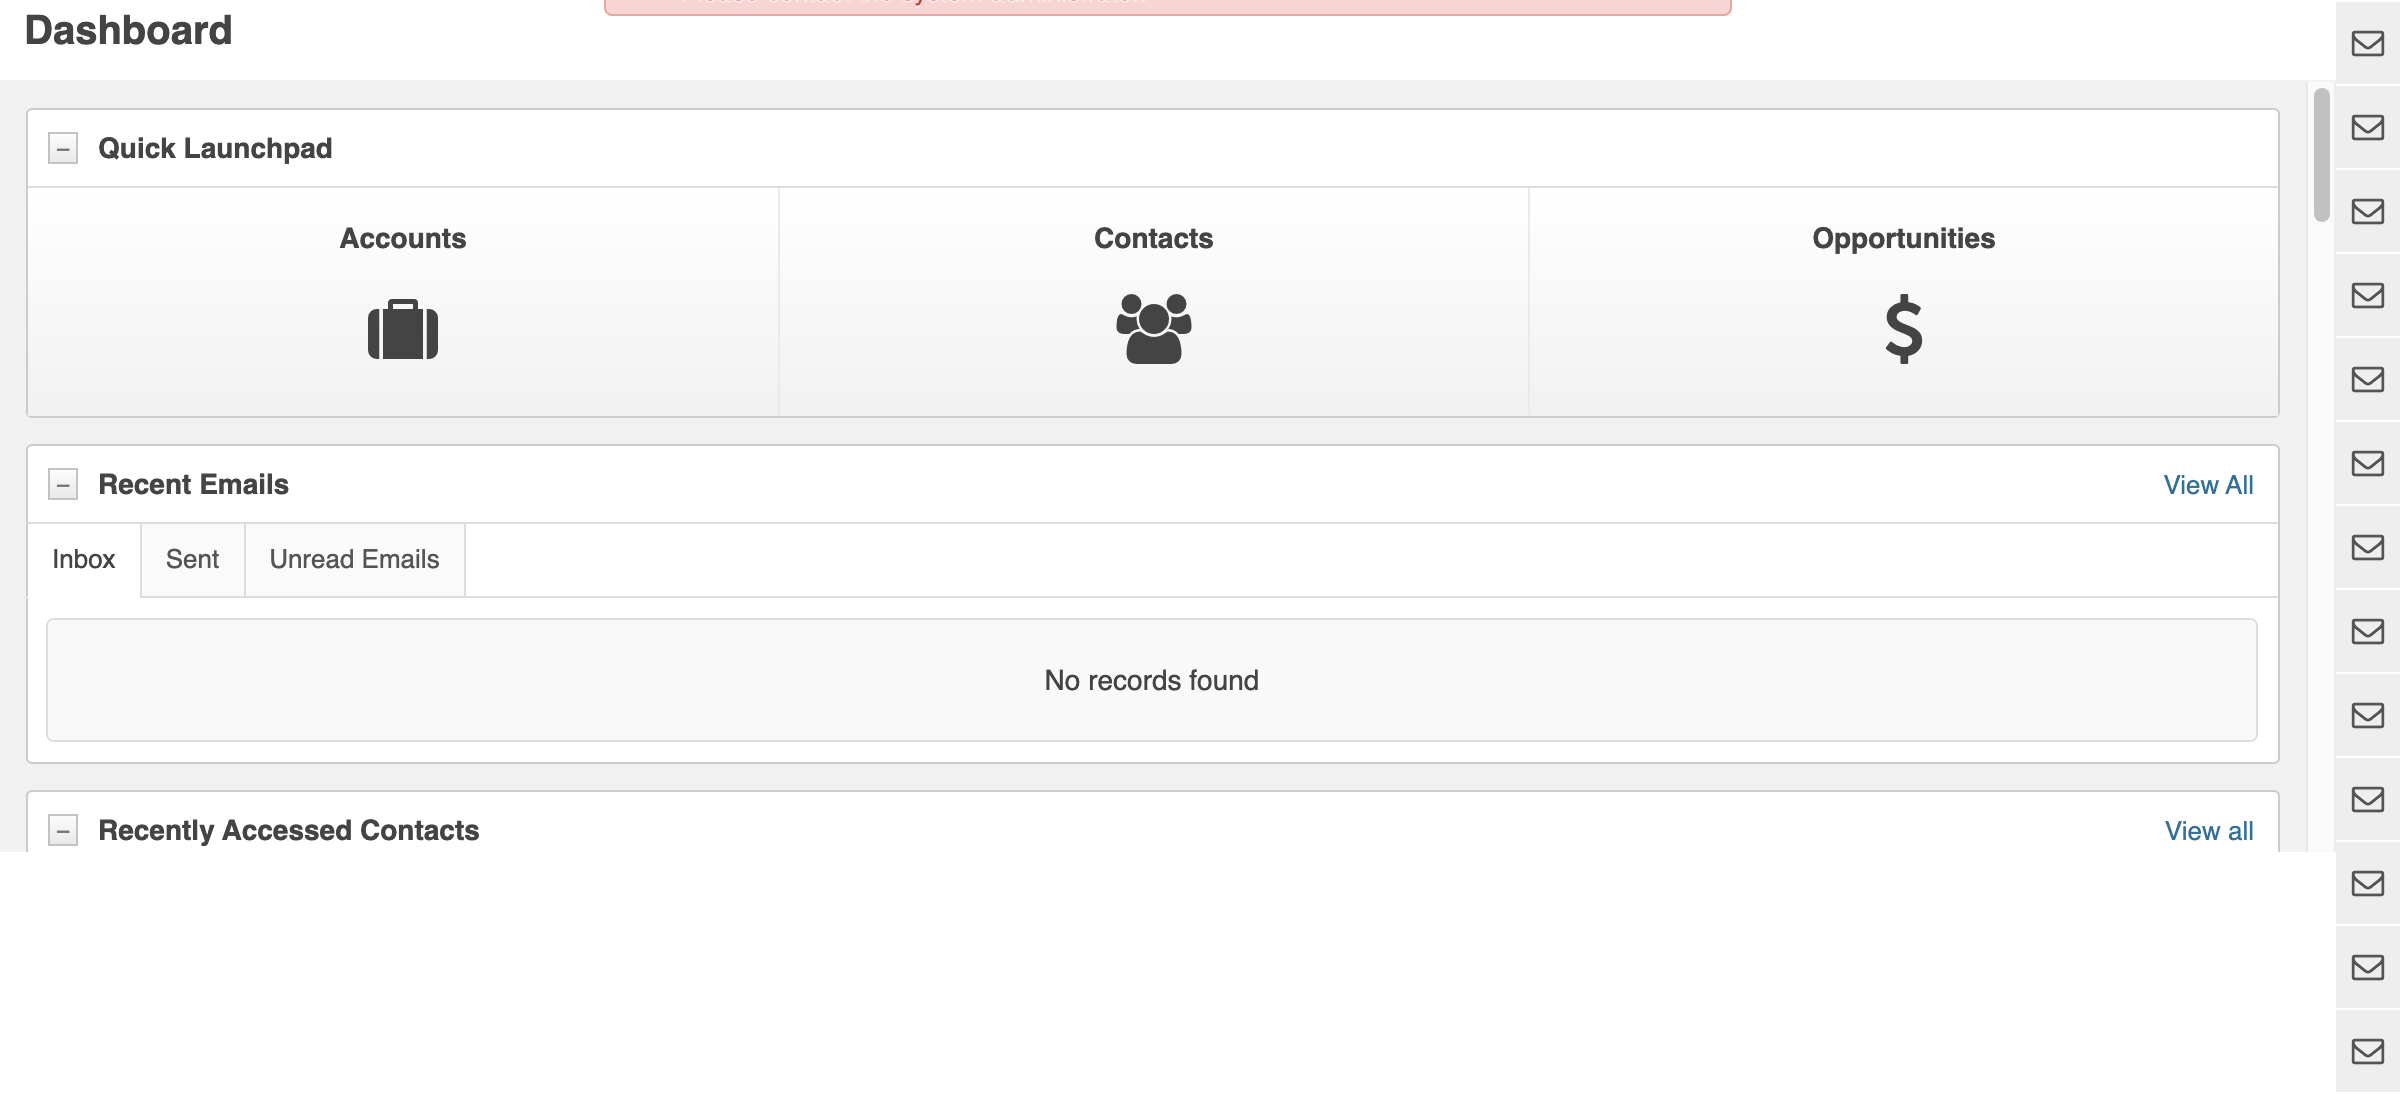 Dashboard
Quick Launchpad
Accounts
Contacts
Opportunities
Recent Emails
View All
Inbox
Sent
Unread Emails
No records found
Recently Accessed Contacts
View all